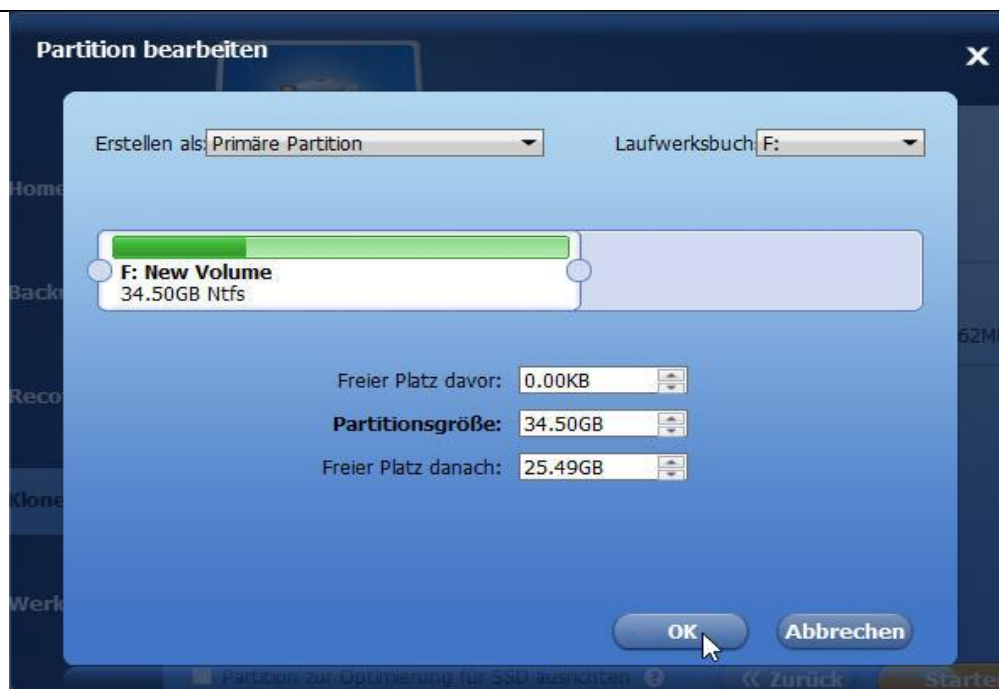 Partition bearbeiten
Erstellen als: Primäre Partition Laufwerksbuch F:
Home
F: New Volume
34.50GB Ntfs
Back
62M
Freier Platz davor: 0.00KB
Reco
Partitionsgröße: 34.50GB
Freier Platz danach: 25.49GB
Klone
Werk
OK Abbrechen
Partition zur Optimierung für SSD ausrichten ? « Zurück Starte